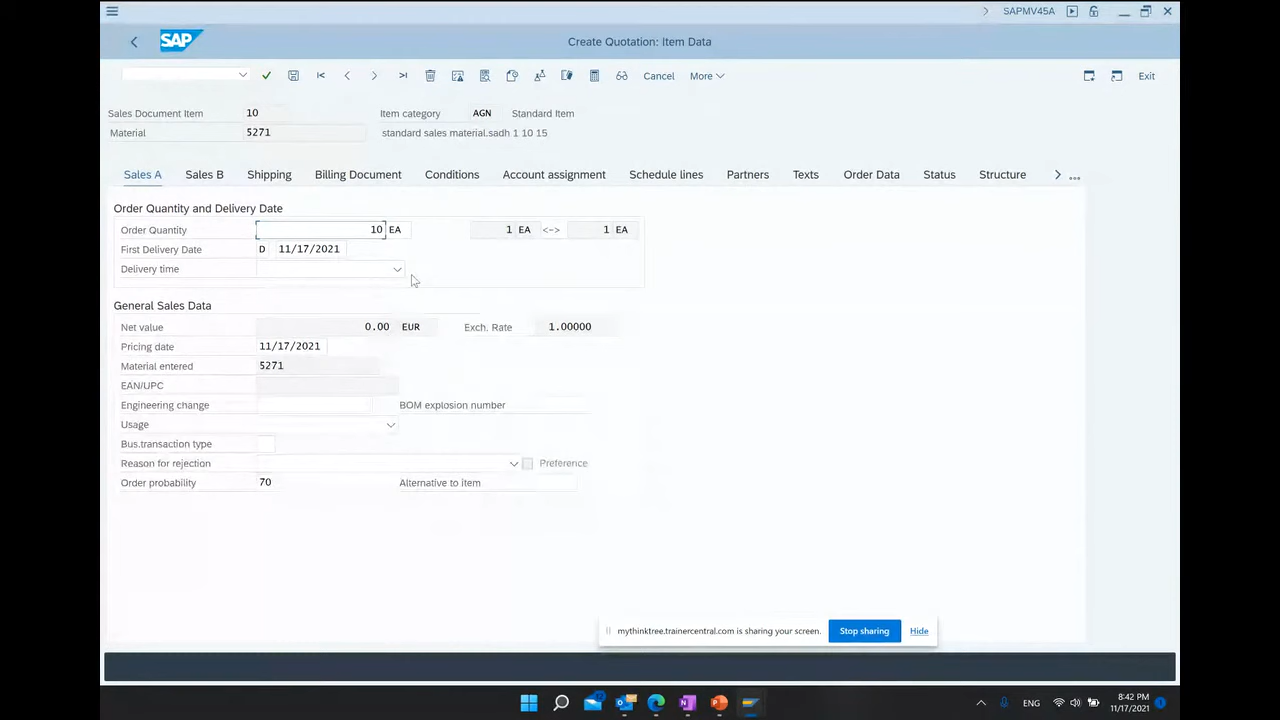 SAPMV45A
SAP
Create Quotation: Item Data
Cancel More Exit
Sales Document Item 10 Item category AGN Standard Item
Material 5271 standard sales material.sadh 1 10 15
Sales A Sales B Shipping Billing Document Conditions Account assignment Schedule lines Partners Texts Order Data Status Structure
Order Quantity and Delivery Date
Order Quantity 10 EA 1 EA <-> 1 EA
First Delivery Date D 11/17/2021
Delivery time
General Sales Data
Net value 0.00 EUR Exch. Rate 1.00000
Pricing date 11/17/2021
Material entered 5271
EAN/UPC
Engineering change BOM explosion number
Usage
Bus.transaction type
Reason for rejection Preference
Order probability 70 Alternative to item
mythinktree.trainercentral.com is sharing your screen. Stop sharing Hide
ENG 8:42 PM
11/17/2021